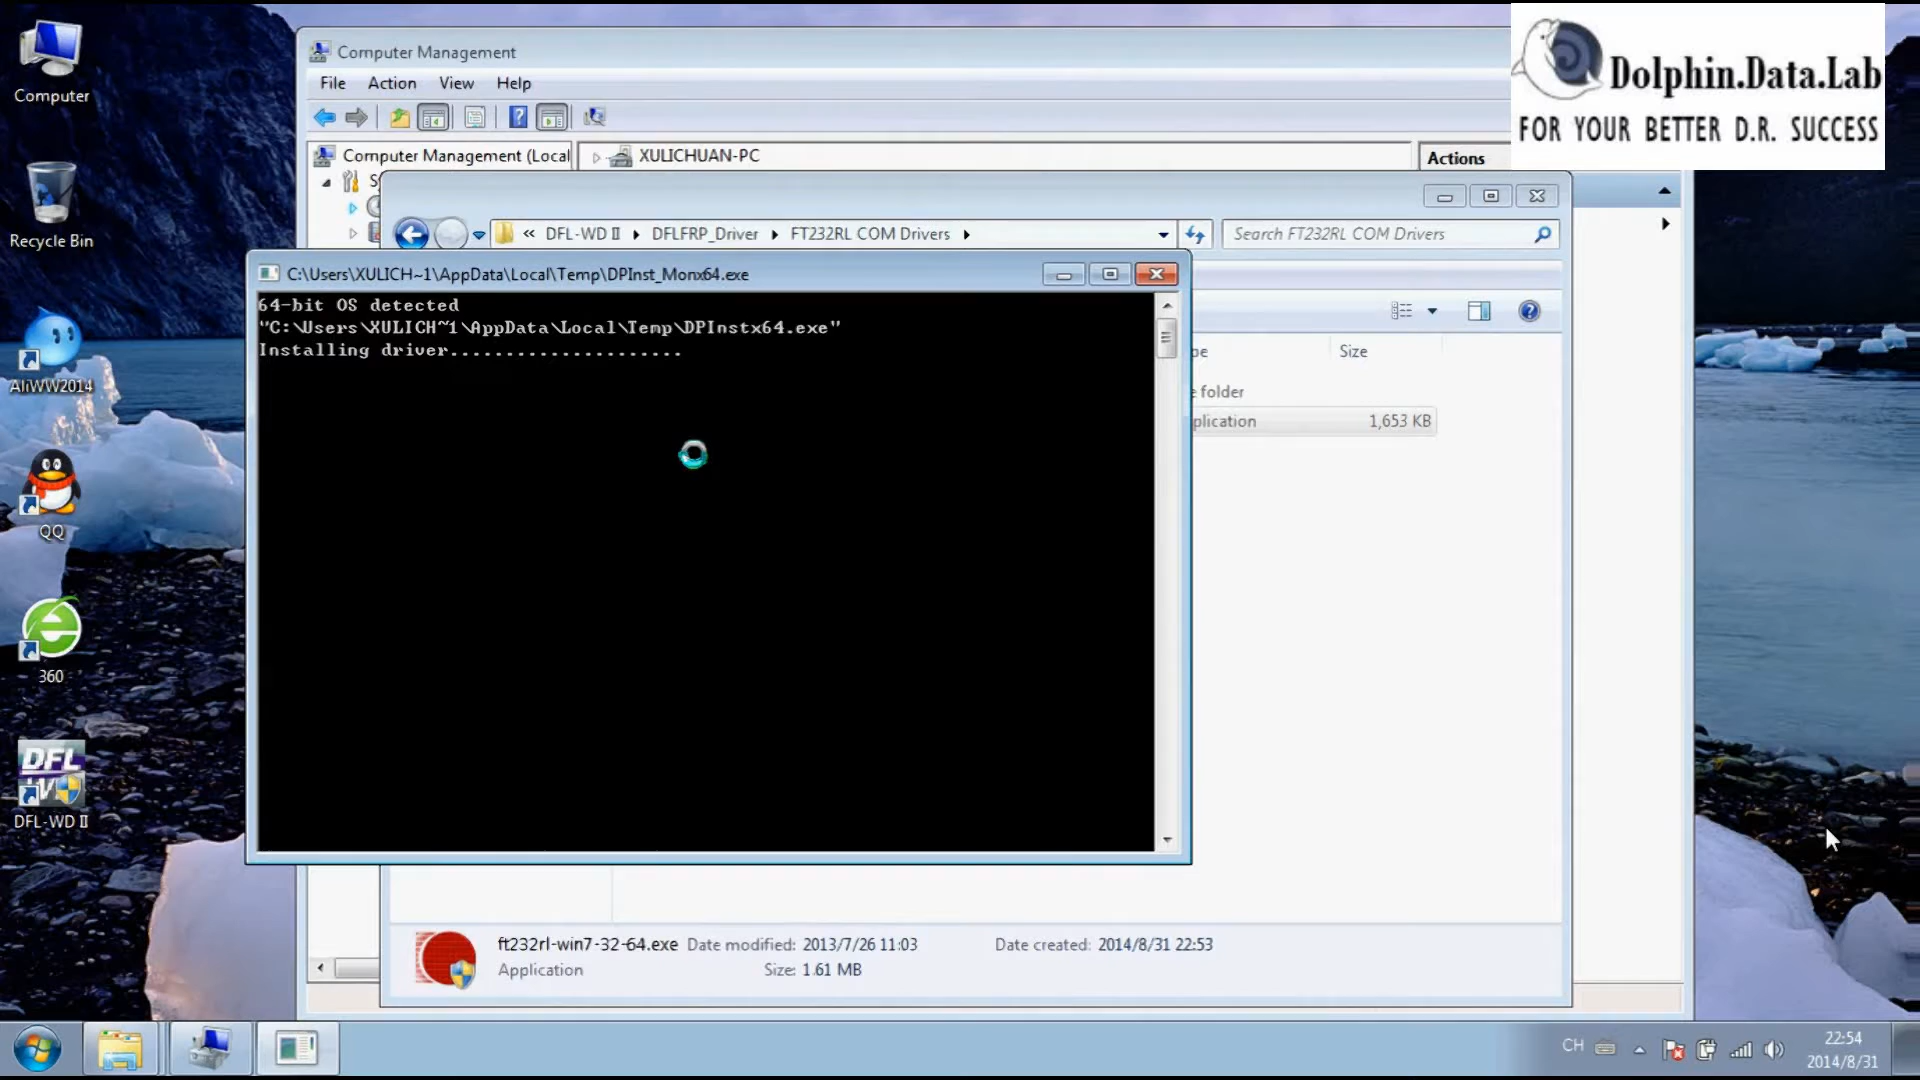 Computer
Recycle Bin
AliWW2014
QQ
360
DFL-WD II
Computer Management
File Action View Help
Computer Management (Local
XULICHUAN-PC
Actions
Dolphin.Data.Lab
FOR YOUR BETTER D.R. SUCCESS
« DFL-WD II DFLFRP_Driver FT232RL COM Drivers
Search FT232RL COM Drivers
C:\Users\XULICH~1\AppData\Local\Temp\DPInst_Monx64.exe
64-bit OS detected
"C:\Users\XULICH~1\AppData\Local\Temp\DPInstx64.exe"
Installing driver.....................
pe Size
e folder
plication 1,653 KB
ft232rl-win7-32-64.exe Date modified: 2013/7/26 11:03 Date created: 2014/8/31 22:53
Application Size: 1.61 MB
CH
22:54
2014/8/31